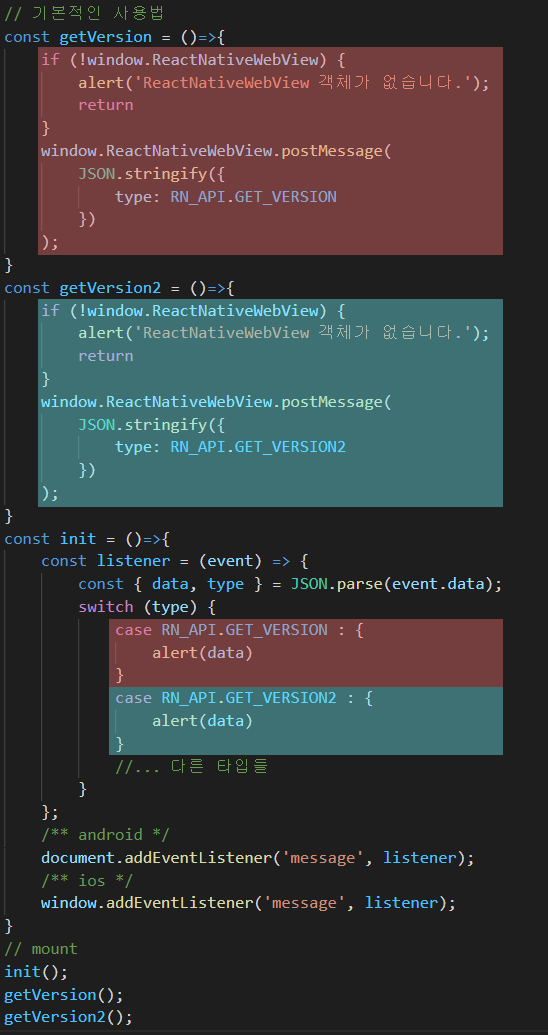 // 기본적인 사용법
const getVersion = ()=>{
    if (!window.ReactNativeWebView) {
        alert('ReactNativeWebView 객체가 없습니다.');
        return
    }
    window.ReactNativeWebView.postMessage(
        JSON.stringify({
            type: RN_API.GET_VERSION
        })
    );
}
const getVersion2 = ()=>{
    if (!window.ReactNativeWebView) {
        alert('ReactNativeWebView 객체가 없습니다.');
        return
    }
    window.ReactNativeWebView.postMessage(
        JSON.stringify({
            type: RN_API.GET_VERSION2
        })
    );
}
const init = ()=>{
    const listener = (event) => {
        const { data, type } = JSON.parse(event.data);
        switch (type) {
            case RN_API.GET_VERSION : {
                alert(data)
            }
            case RN_API.GET_VERSION2 : {
                alert(data)
            }
            //... 다른 타입들
        }
    };
    /** android */
    document.addEventListener('message', listener);
    /** ios */
    window.addEventListener('message', listener);
}
// mount
init();
getVersion();
getVersion2();